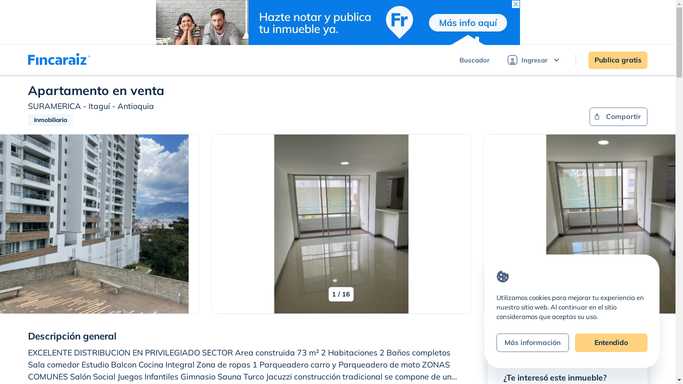 Hazte notar y publica
tu inmueble ya.
Fr
Más info aquí
Fincaraiz
Buscador
Ingresar
Publica gratis
Apartamento en venta
SURAMERICA - Itaguí - Antioquia
Inmobiliaria
Compartir
1 / 16
Utilizamos cookies para mejorar tu experiencia en
nuestro sitio web. Al continuar en el sitio
consideramos que aceptas su uso.
Más información
Entendido
Descripción general
EXCELENTE DISTRIBUCION EN PRIVILEGIADO SECTOR Area construida 73 m² 2 Habitaciones 2 Baños completos
Sala comedor Estudio Balcon Cocina Integral Zona de ropas 1 Parqueadero carro y Parqueadero de moto ZONAS
COMUNES Salón Social Juegos Infantiles Gimnasio Sauna Turco Jacuzzi construcción tradicional se compone de un...
¿Te interesó este inmueble?